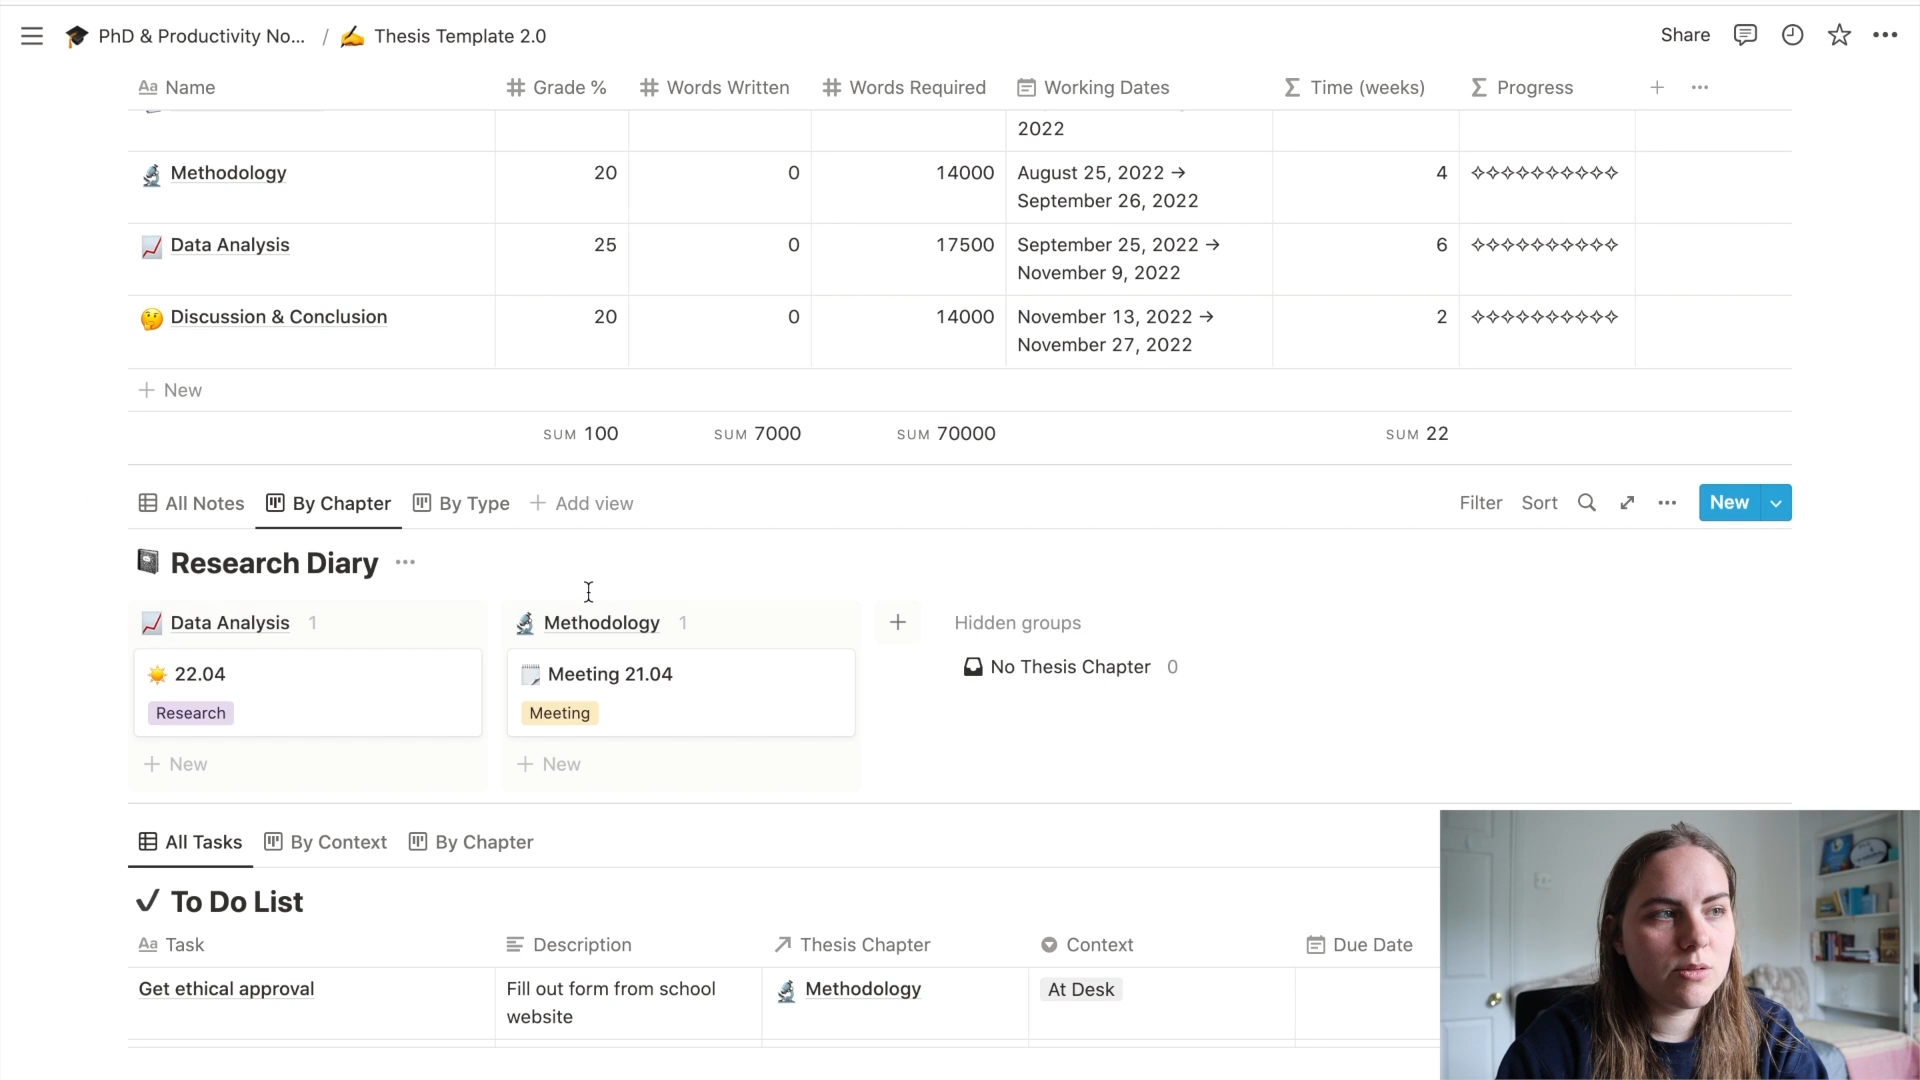 PhD & Productivity No... / Thesis Template 2.0 Share
Aa Name Grade % Words Written Words Required Working Dates Time (weeks) Progress
2022
Methodology 20 0 14000 August 25, 2022 → 4
September 26, 2022
Data Analysis 25 0 17500 September 25, 2022 → 6
November 9, 2022
Discussion & Conclusion 20 0 14000 November 13, 2022 → 2
November 27, 2022
+ New
SUM 100 SUM 7000 SUM 70000 SUM 22
All Notes By Chapter By Type + Add view Filter Sort New
Research Diary
Data Analysis 1 Methodology 1 Hidden groups
22.04 Meeting 21.04 No Thesis Chapter 0
Research Meeting
+ New + New
All Tasks By Context By Chapter
To Do List
Aa Task Description Thesis Chapter Context Due Date
Get ethical approval Fill out form from school Methodology At Desk
website